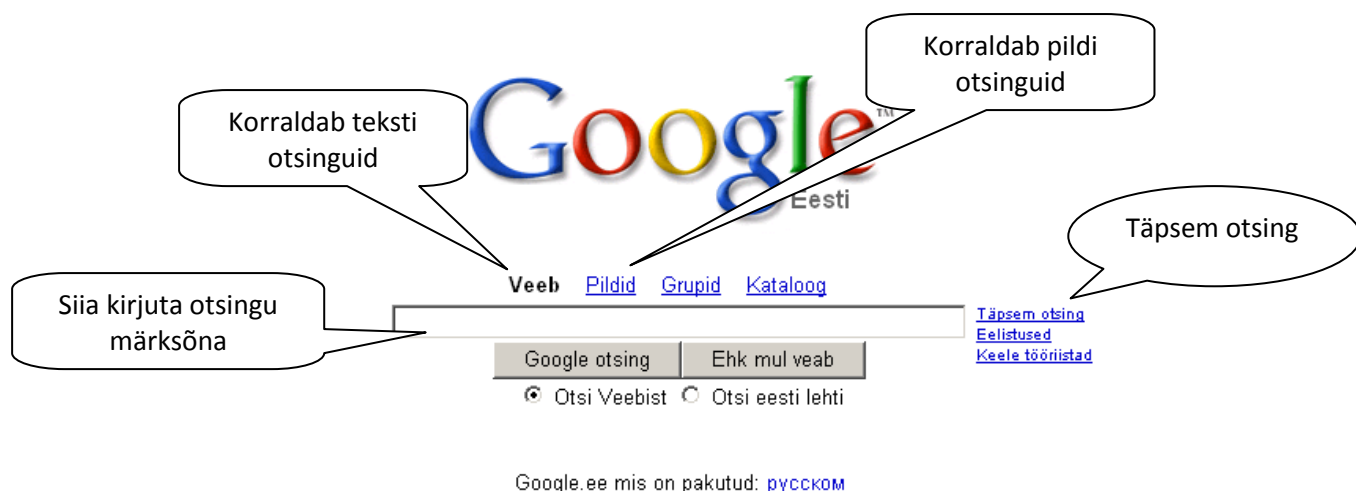 Korraldab pildi
otsinguid
Korraldab teksti
otsinguid
Google™
Eesti
Täpsem otsing
Veeb Pildid Grupid Kataloog
Siia kirjuta otsingu
märksõna
Täpsem otsing
Eelistused
Keele tööriistad
Google otsing Ehk mul veab
Otsi Veebist Otsi eesti lehti
Google.ee mis on pakutud: русском